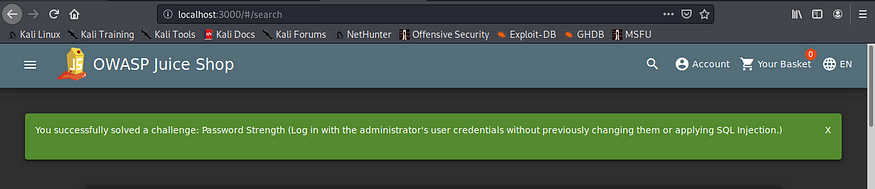 localhost:3000/#/search
Kali Linux Kali Training Kali Tools Kali Docs Kali Forums NetHunter Offensive Security Exploit-DB GHDB MSFU
JS OWASP Juice Shop Account Your Basket 0 EN
You successfully solved a challenge: Password Strength (Log in with the administrator's user credentials without previously changing them or applying SQL Injection.) X